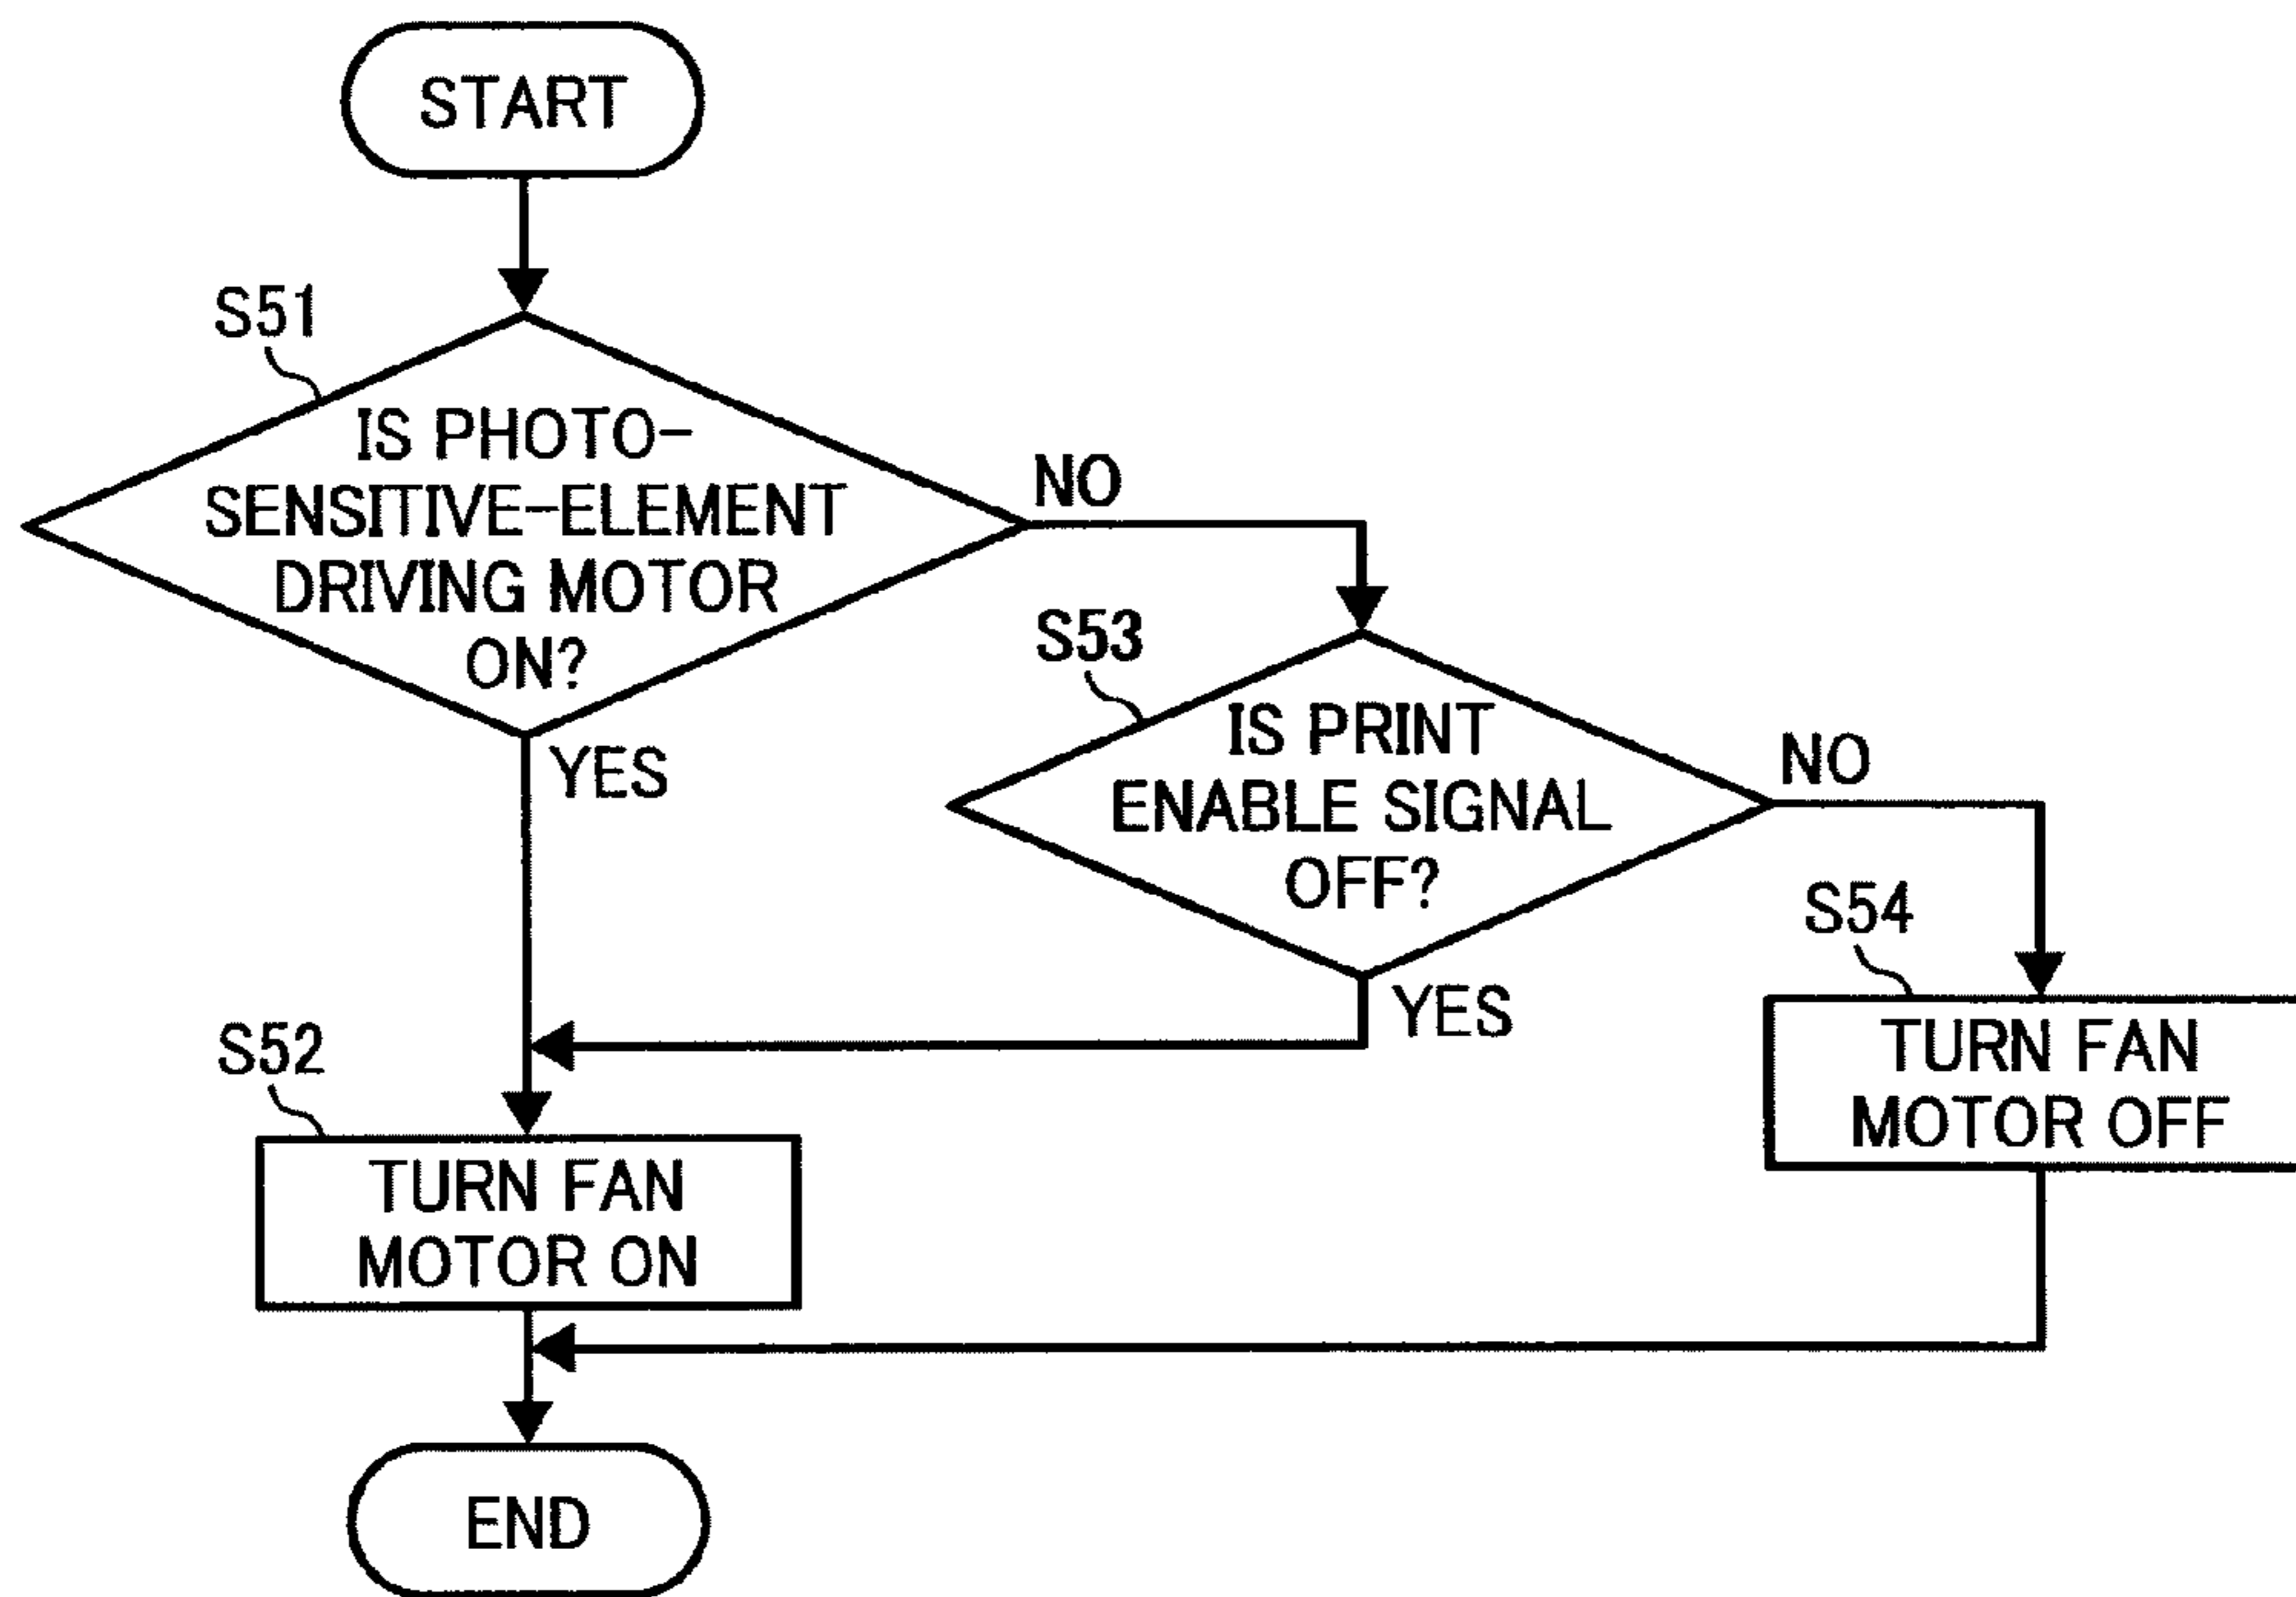 START
S51
IS PHOTO-
SENSITIVE-ELEMENT
DRIVING MOTOR
ON?
NO
YES
S53
IS PRINT
ENABLE SIGNAL
OFF?
NO
YES
S54
TURN FAN
MOTOR OFF
S52
TURN FAN
MOTOR ON
END